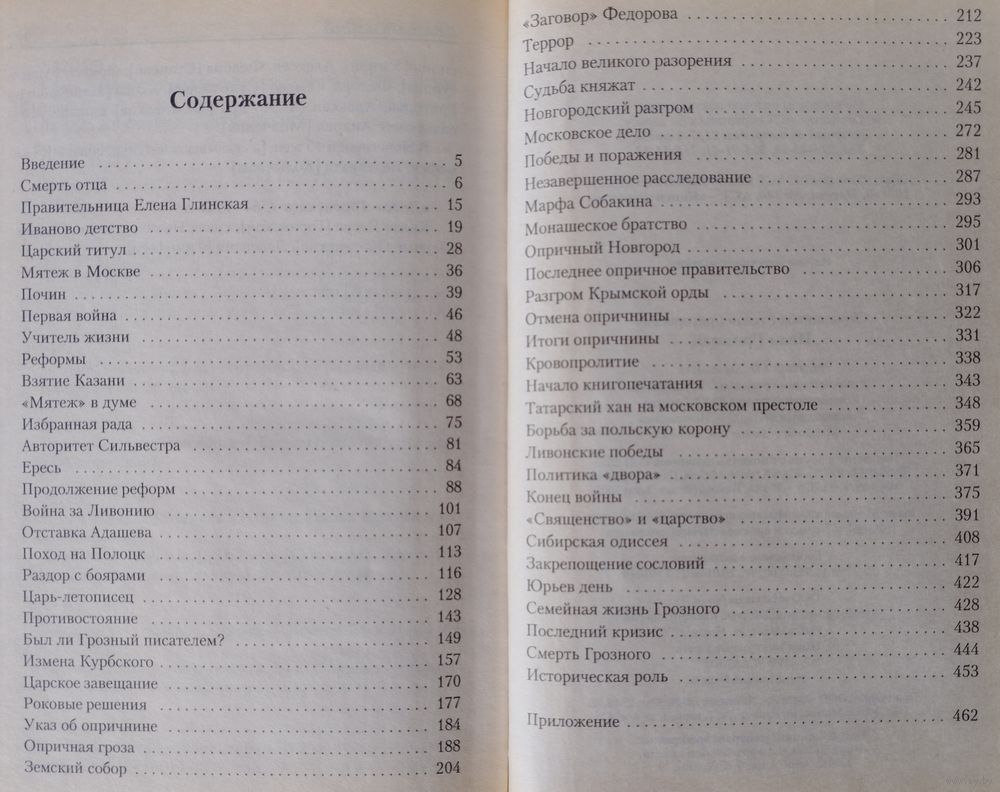 Содержание
Введение 5
Смерть отца 6
Правительница Елена Глинская 15
Иваново детство 19
Царский титул 28
Мятеж в Москве 36
Почин 39
Первая война 46
Учитель жизни 48
Реформы 53
Взятие Казани 63
«Мятеж» в думе 68
Избранная рада 75
Авторитет Сильвестра 81
Ересь 84
Продолжение реформ 88
Война за Ливонию 101
Отставка Адашева 107
Поход на Полоцк 113
Раздор с боярами 116
Царь-летописец 128
Противостояние 143
Был ли Грозный писателем? 149
Измена Курбского 157
Царское завещание 170
Роковые решения 177
Указ об опричнине 184
Опричная гроза 188
Земский собор 204
«Заговор» Федорова 212
Террор 223
Начало великого разорения 237
Судьба княжат 242
Новгородский разгром 245
Московское дело 272
Победы и поражения 281
Незавершенное расследование 287
Марфа Собакина 293
Монашеское братство 295
Опричный Новгород 301
Последнее опричное правительство 306
Разгром Крымской орды 317
Отмена опричнины 322
Итоги опричнины 331
Кровопролитие 338
Начало книгопечатания 343
Татарский хан на московском престоле 348
Борьба за польскую корону 359
Ливонские победы 365
Политика «двора» 371
Конец войны 375
«Священство» и «царство» 391
Сибирская одиссея 408
Закрепощение сословий 417
Юрьев день 422
Семейная жизнь Грозного 428
Последний кризис 438
Смерть Грозного 444
Историческая роль 453
Приложение 462